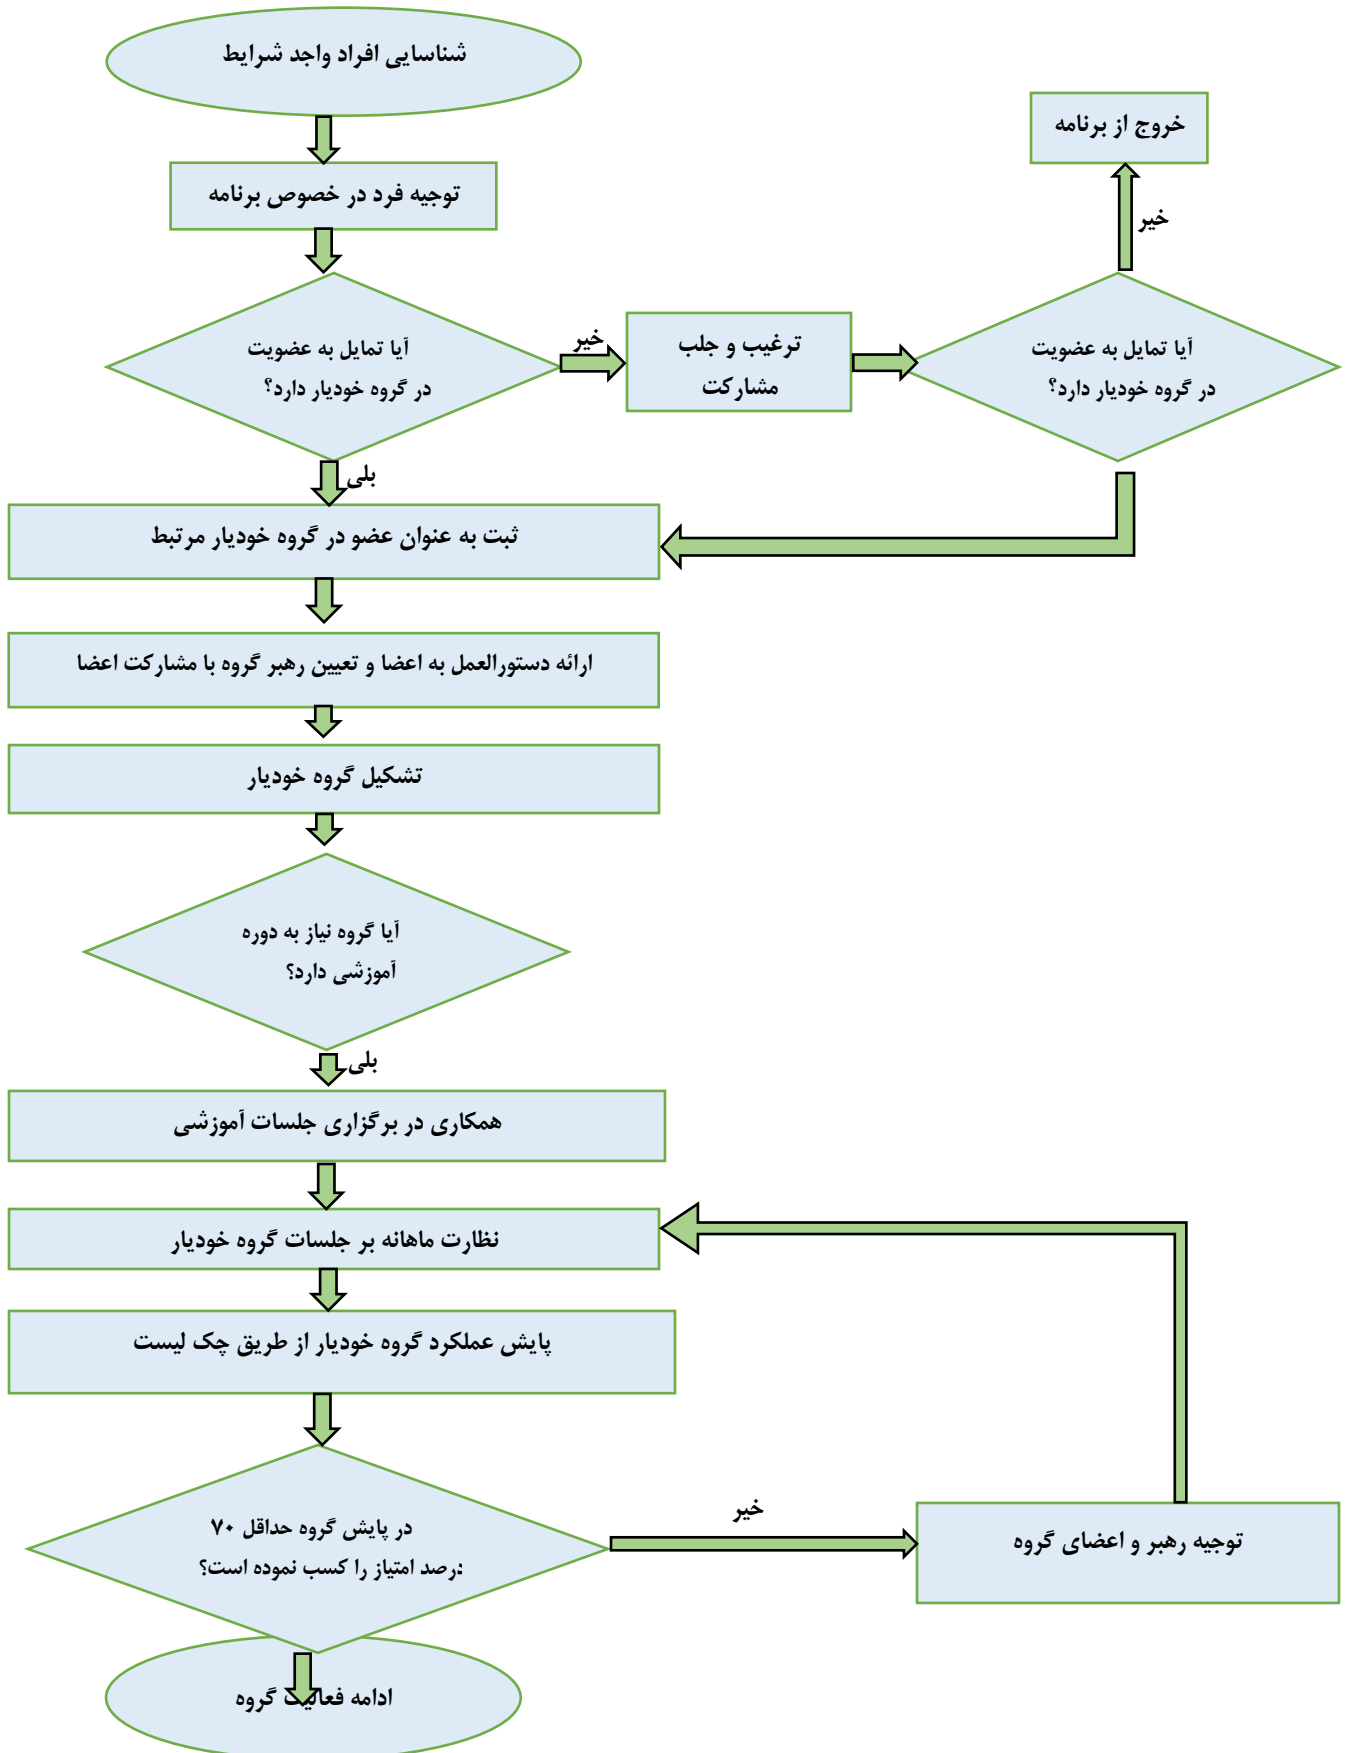 شناسایی افراد واجد شرایط
خروج از برنامه
توجیه فرد در خصوص برنامه
خیر
آیا تمایل به عضویت
در گروه خودیار دارد؟
خیر
ترغیب و جلب
مشارکت
آیا تمایل به عضویت
در گروه خودیار دارد؟
بلی
ثبت به عنوان عضو در گروه خودیار مرتبط
ارائه دستورالعمل به اعضا و تعیین رهبر گروه با مشارکت اعضا
تشکیل گروه خودیار
آیا گروه نیاز به دوره
آموزشی دارد؟
بلی
همکاری در برگزاری جلسات آموزشی
نظارت ماهانه بر جلسات گروه خودیار
پایش عملکرد گروه خودیار از طریق چک لیست
در پایش گروه حداقل ۷۰
درصد امتیاز را کسب نموده است؟
خیر
توجیه رهبر و اعضای گروه
ادامه فعالیت گروه